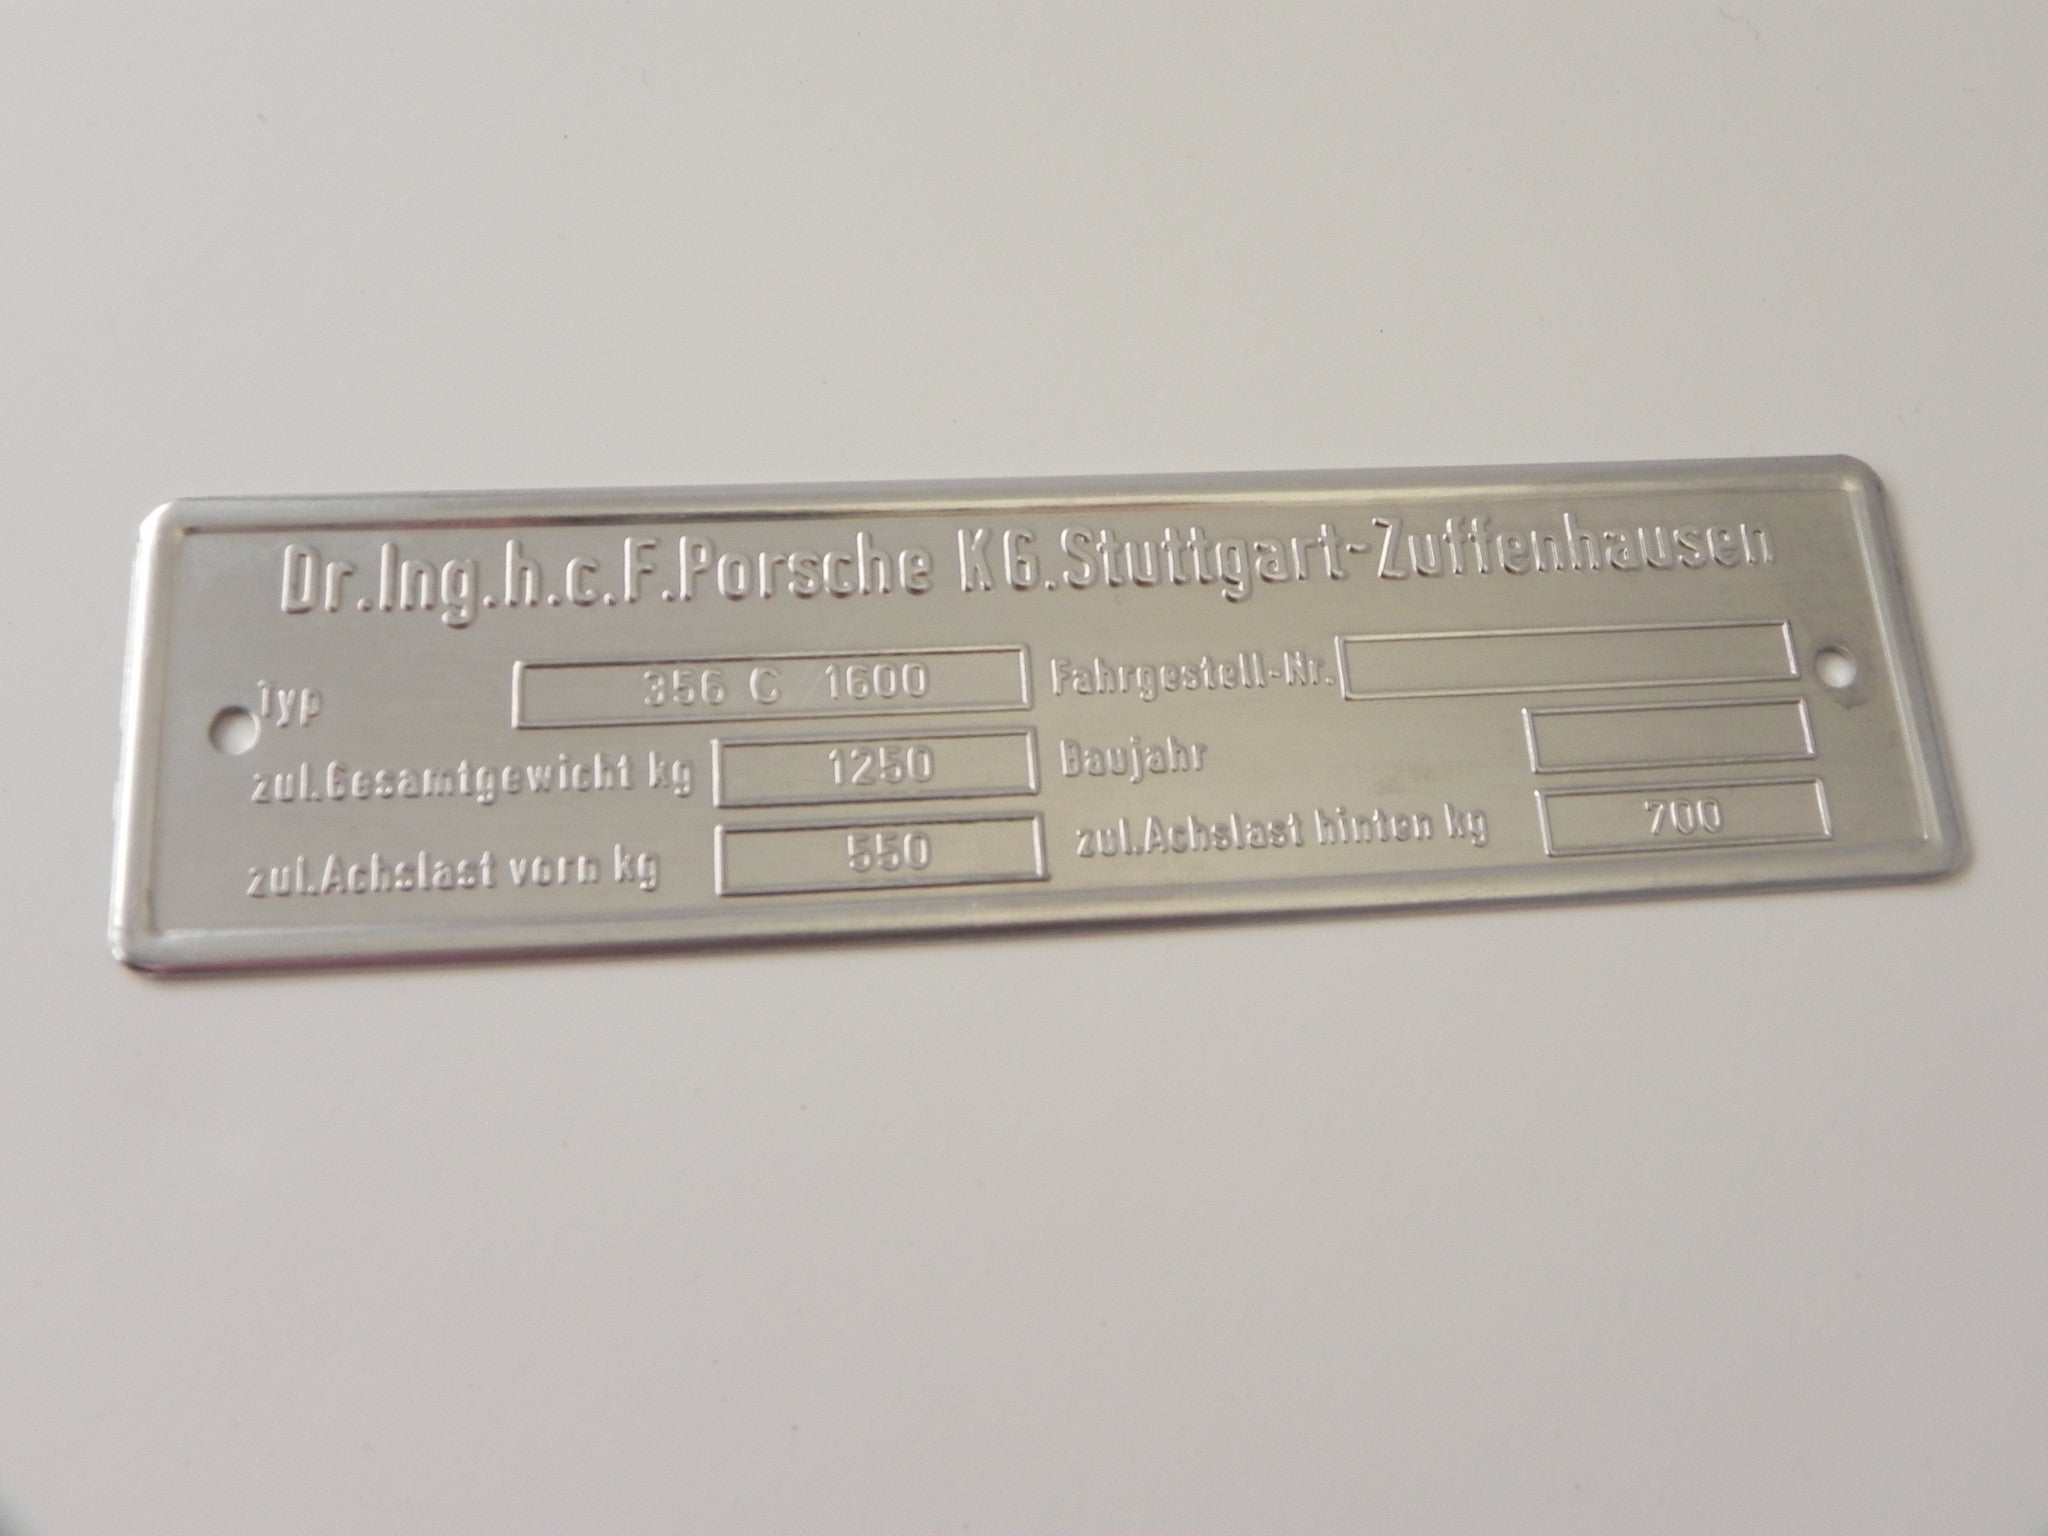 Dr.Ing.h.c.F.Porsche KG.Stuttgart-Zuffenhausen
Typ 356 C /1600 Fahrgestell-Nr.
zul.Gesamtgewicht kg 1250 Baujahr
zul.Achslast vorn kg 550 zul.Achslast hinten kg 700